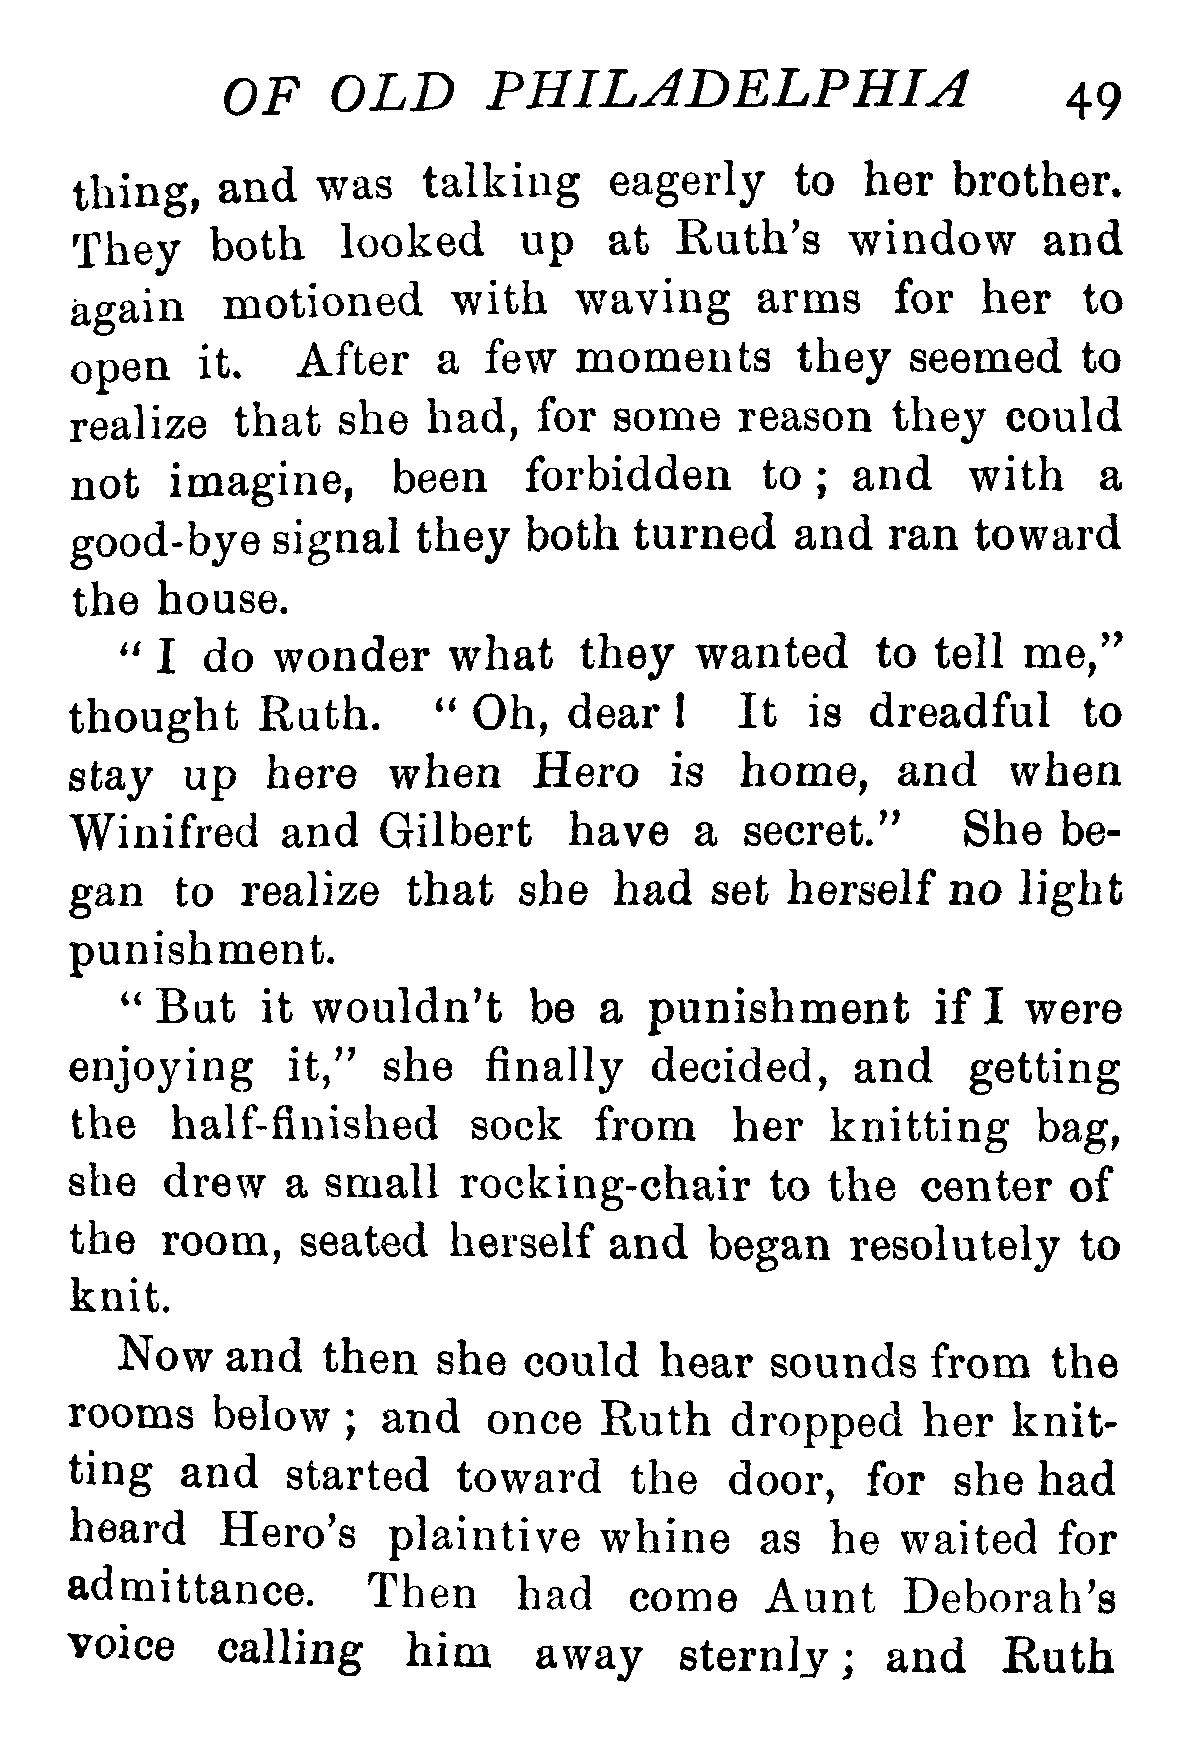 OF OLD PHILADELPHIA 49
thing, and was talking eagerly to her brother.
They both looked up at Ruth's window and
again motioned with waving arms for her to
open it. After a few moments they seemed to
realize that she had, for some reason they could
not imagine, been forbidden to ; and with a
good-bye signal they both turned and ran toward
the house.
“ I do wonder what they wanted to tell me,”
thought Ruth. “ Oh, dear ! It is dreadful to
stay up here when Hero is home, and when
Winifred and Gilbert have a secret.” She be-
gan to realize that she had set herself no light
punishment.
“ But it wouldn't be a punishment if I were
enjoying it,” she finally decided, and getting
the half-finished sock from her knitting bag,
she drew a small rocking-chair to the center of
the room, seated herself and began resolutely to
knit.
Now and then she could hear sounds from the
rooms below ; and once Ruth dropped her knit-
ting and started toward the door, for she had
heard Hero's plaintive whine as he waited for
admittance. Then had come Aunt Deborah's
voice calling him away sternly ; and Ruth